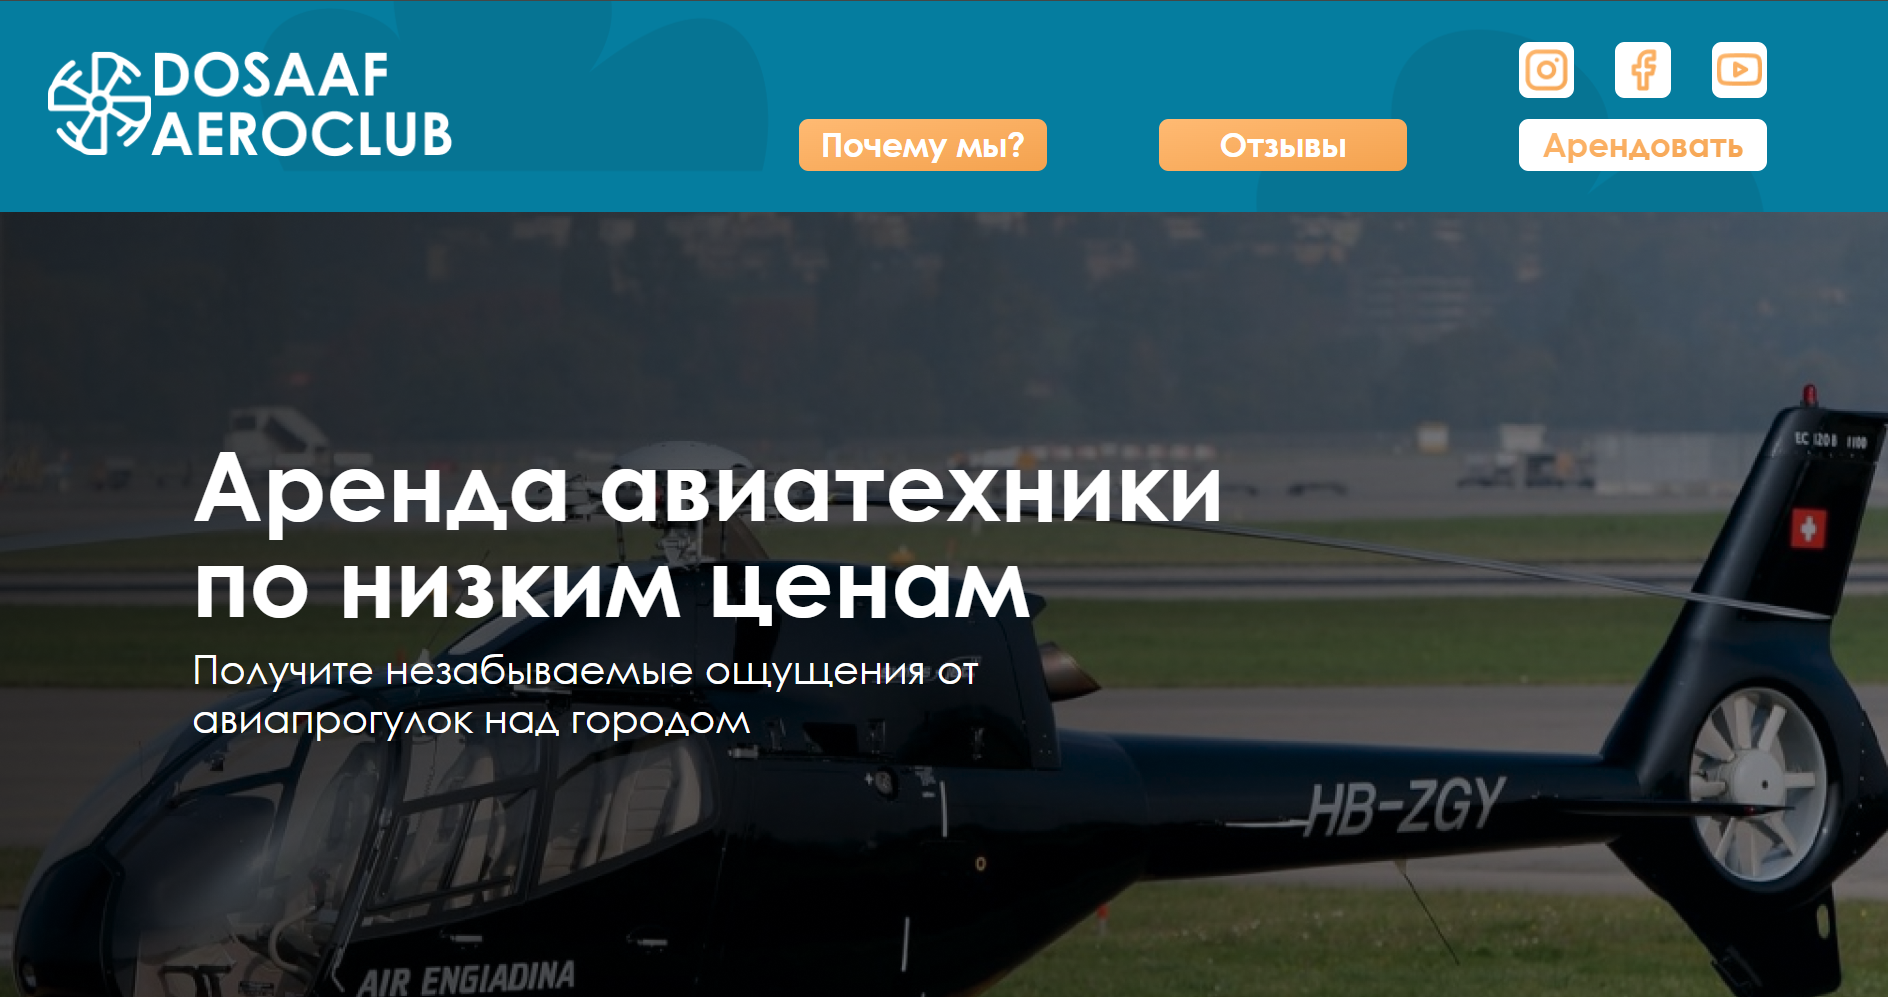 DOSAAF
AEROCLUB
Почему мы?
Отзывы
Арендовать
Аренда авиатехники
по низким ценам
Получите незабываемые ощущения от
авиапрогулок над городом
EC 120B 1100
HB-ZGY
AIR ENGIADINA